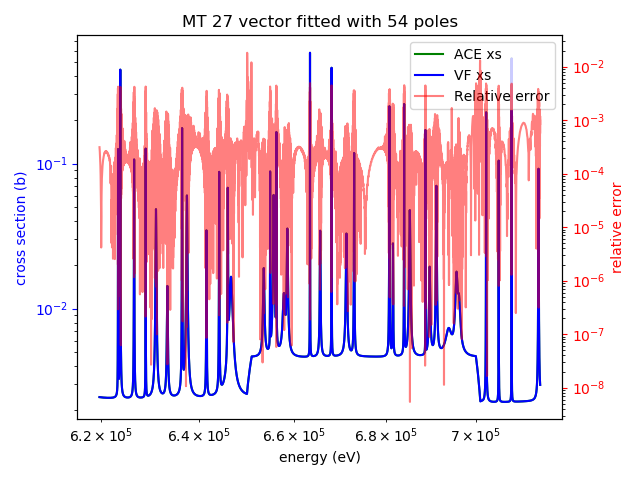 MT 27 vector fitted with 54 poles
ACE xs
VF xs
Relative error
cross section (b)
10⁻¹
10⁻²
10⁻²
10⁻³
10⁻⁴
10⁻⁵
10⁻⁶
10⁻⁷
10⁻⁸
relative error
6.2 × 10⁵ 6.4 × 10⁵ 6.6 × 10⁵ 6.8 × 10⁵ 7 × 10⁵
energy (eV)